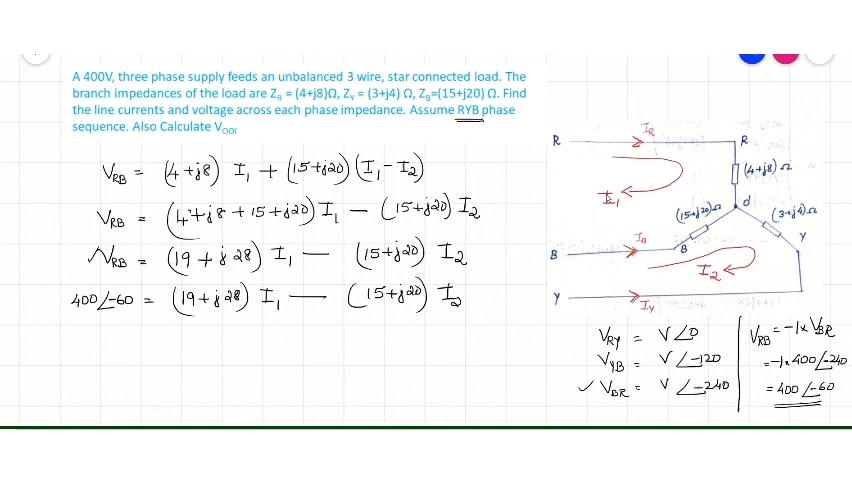 A 400V, three phase supply feeds an unbalanced 3 wire, star connected load. The
branch impedances of the load are Z_R = (4+j8)Ω, Z_Y = (3+j4) Ω, Z_B=(15+j20) Ω. Find
the line currents and voltage across each phase impedance. Assume RYB phase
sequence. Also Calculate V_OOI
V_RB = (4+j8) I_1 + (15+j20) (I_1 - I_2)
V_RB = (4+j8+15+j20) I_1 - (15+j20) I_2
V_RB = (19+j28) I_1 - (15+j20) I_2
400∠-60 = (19+j28) I_1 - (15+j20) I_2
R
I_R
R
(4+j8)Ω
I_1
(15+j20)Ω
(3+j4)Ω
Y
B
I_B
B
I_2
Y
I_Y
V_RY = V∠0
V_YB = V∠-120
✓ V_BR = V∠-240
V_RB = -1 x V_BR
= -1 x 400∠-240
= 400∠-60